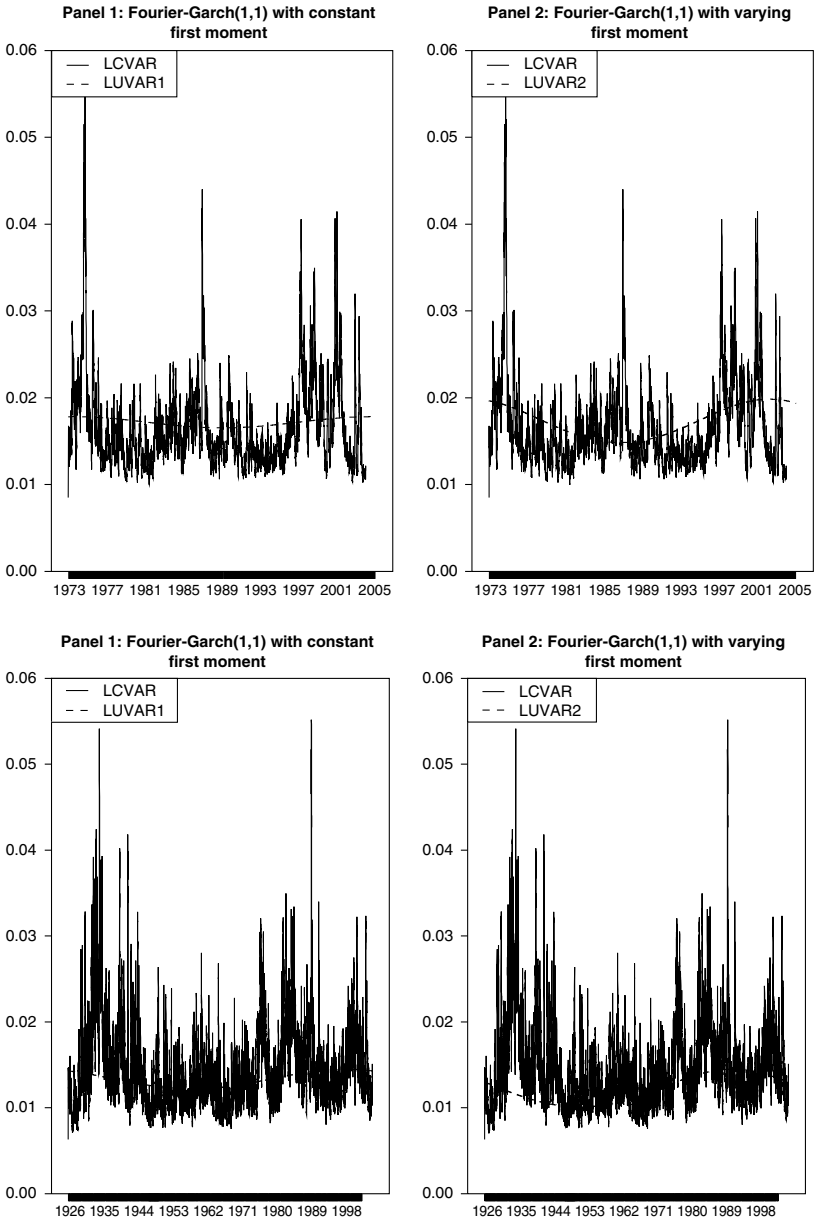 Panel 1: Fourier-Garch(1,1) with constant
first moment
0.06
LCVAR
LUVAR1
0.05
0.04
0.03
0.02
0.01
0.00
1973 1977 1981 1985 1989 1993 1997 2001 2005
Panel 2: Fourier-Garch(1,1) with varying
first moment
0.06
LCVAR
LUVAR2
0.05
0.04
0.03
0.02
0.01
0.00
1973 1977 1981 1985 1989 1993 1997 2001 2005
Panel 1: Fourier-Garch(1,1) with constant
first moment
0.06
LCVAR
LUVAR1
0.05
0.04
0.03
0.02
0.01
0.00
1926 1935 1944 1953 1962 1971 1980 1989 1998
Panel 2: Fourier-Garch(1,1) with varying
first moment
0.06
LCVAR
LUVAR2
0.05
0.04
0.03
0.02
0.01
0.00
1926 1935 1944 1953 1962 1971 1980 1989 1998